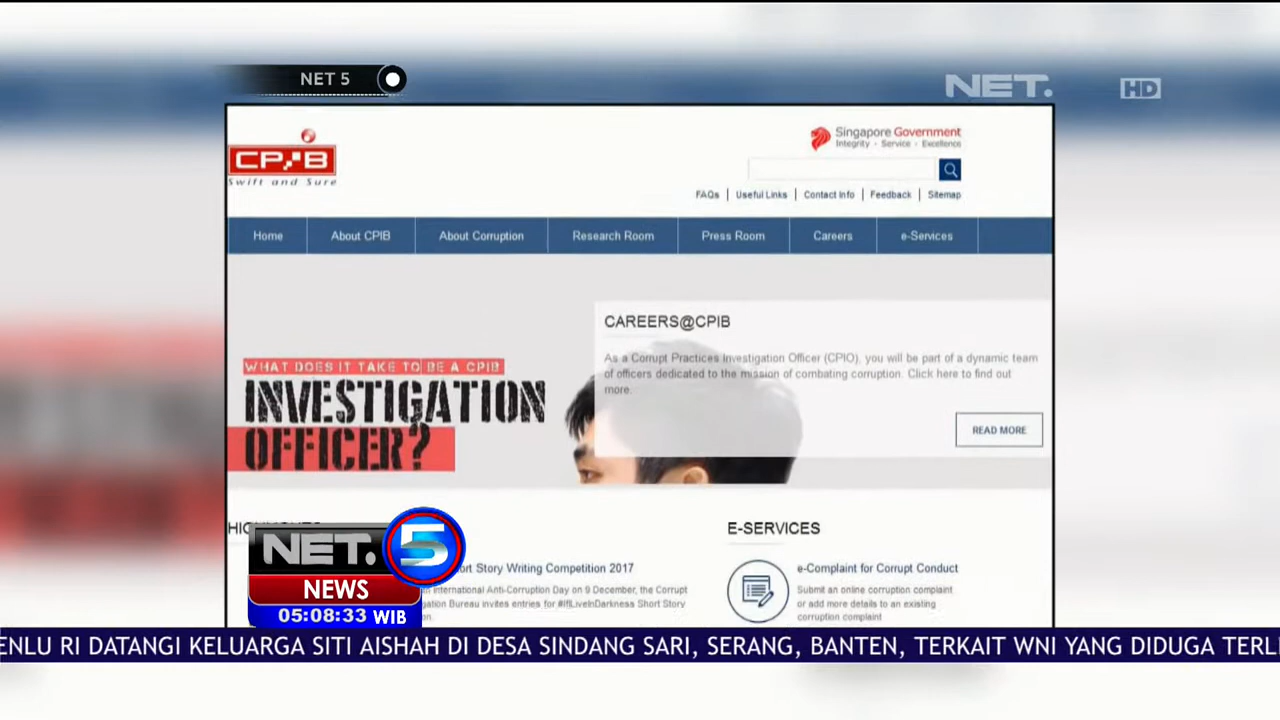 NET 5
NET.
HD
CPIB
Swift and Sure
Singapore Government
Integrity · Service · Excellence
FAQs | Useful Links | Contact Info | Feedback | Sitemap
Home About CPIB About Corruption Research Room Press Room Careers e-Services
CAREERS@CPIB
As a Corrupt Practices Investigation Officer (CPIO), you will be part of a dynamic team
of officers dedicated to the mission of combating corruption. Click here to find out
more.
READ MORE
WHAT DOES IT TAKE TO BE A CPIB
INVESTIGATION
OFFICER?
E-SERVICES
ort Story Writing Competition 2017
International Anti-Corruption Day on 9 December, the Corrupt
gation Bureau invites entries for #IfILiveInDarkness Short Story
e-Complaint for Corrupt Conduct
Submit an online corruption complaint
or add more details to an existing
corruption complaint
NET. 5
NEWS
05:08:33 WIB
ENLU RI DATANGI KELUARGA SITI AISHAH DI DESA SINDANG SARI, SERANG, BANTEN, TERKAIT WNI YANG DIDUGA TERLI